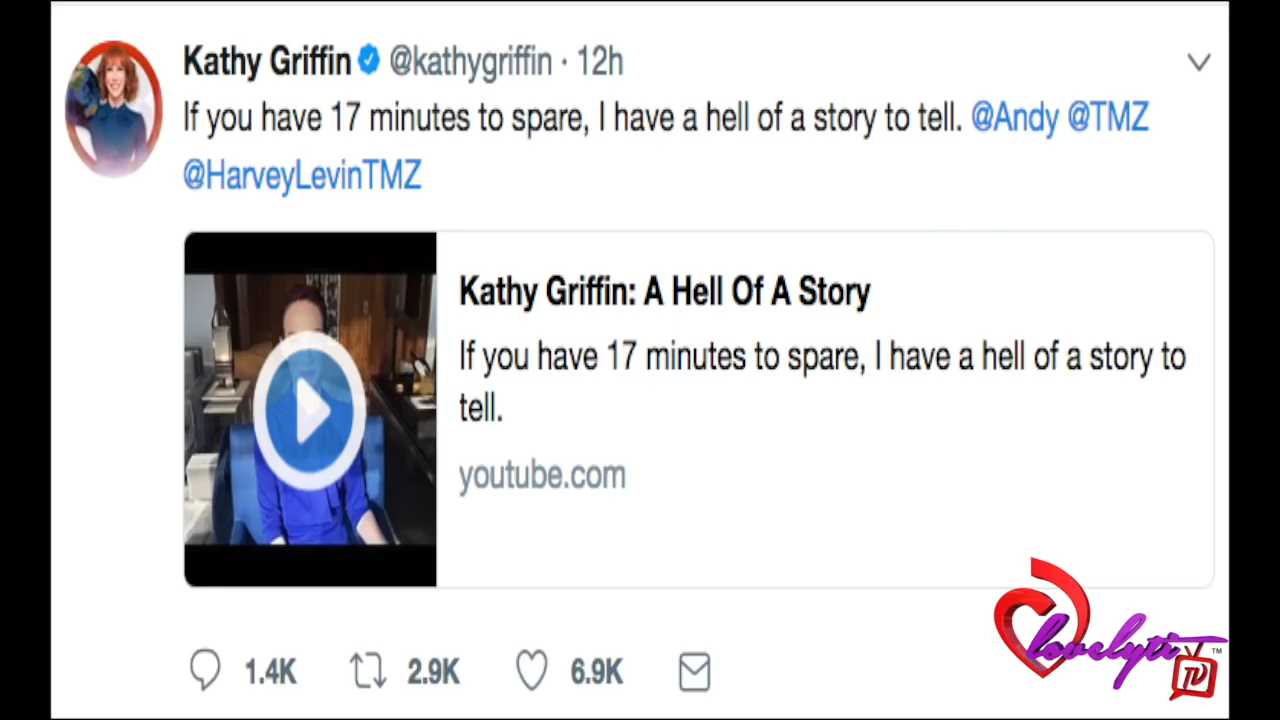 Kathy Griffin @kathygriffin · 12h
If you have 17 minutes to spare, I have a hell of a story to tell. @Andy @TMZ
@HarveyLevinTMZ
Kathy Griffin: A Hell Of A Story
If you have 17 minutes to spare, I have a hell of a story to
tell.
youtube.com
1.4K 2.9K 6.9K
lovelyti TM
TV